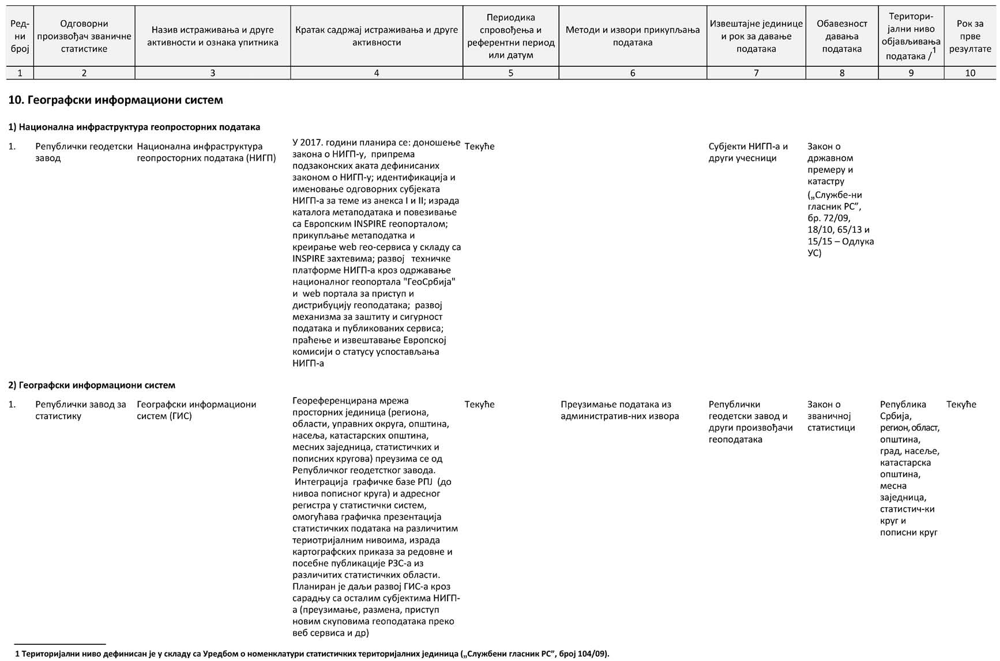 Ред-
ни
број
Одговорни
произвођач званичне
статистике
Назив истраживања и друге
активности и ознака упитника
Кратак садржај истраживања и друге
активности
Периодика
спровођења и
референтни период
или датум
Методи и извори прикупљања
података
Извештајне јединице
и рок за давање
података
Обавезност
давања
података
Територи-
јални ниво
објављивања
података /1
Рок за
прве
резултате
1 2 3 4 5 6 7 8 9 10
10. Географски информациони систем
1) Национална инфраструктура геопросторних података
1.
Републички геодетски
завод
Национална инфраструктура
геопросторних података (НИГП)
У 2017. години планира се: доношење
закона о НИГП-у, припрема
подзаконских аката дефинисаних
законом о НИГП-у; идентификација и
именовање одговорних субјеката
НИГП-а за теме из анекса I и II; израда
каталога метаподатака и повезивање
са Европским INSPIRE геопорталом;
прикупљање метаподатка и
креирање web гео-сервиса у складу са
INSPIRE захтевима; развој техничке
платформе НИГП-а кроз одржавање
националног геопортала "ГеоСрбија"
и web портала за приступ и
дистрибуцију геоподатака; развој
механизма за заштиту и сигурност
података и публикованих сервиса;
праћење и извештавање Европској
комисији о статусу успостављања
НИГП-а
Текуће
Субјекти НИГП-а и
други учесници
Закон о
државном
премеру и
катастру
(„Службе-ни
гласник РС”,
бр. 72/09,
18/10, 65/13 и
15/15 – Одлука
УС)
2) Географски информациони систем
1.
Републички завод за
статистику
Географски информациони
систем (ГИС)
Геореференцирана мрежа
просторних јединица (региона,
области, управних округа, општина,
насеља, катастарских општина,
месних заједница, статистичких и
пописних кругова) преузима се од
Републичког геодетстког завода.
Интеграција графичке базе РПЈ (до
нивоа пописног круга) и адресног
регистра у статистички систем,
омогућава графичка презентација
статистичких података на различитим
териотријалним нивоима, израда
картографских приказа за редовне и
посебне публикације РЗС-а из
различитих статистичких области.
Планиран је даљи развој ГИС-а кроз
сарадњу са осталим субјектима НИГП-
а (преузимање, размена, приступ
новим скуповима геоподатака преко
веб сервиса и др)
Текуће
Преузимање података из
административ-них извора
Републички
геодетски завод и
други произвођачи
геоподатака
Закон о
званичној
статистици
Република
Србија,
регион, област,
општина,
град, насеље,
катастарска
општина,
месна
заједница,
статистич-ки
круг и
пописни круг
Текуће
1 Територијални ниво дефинисан је у складу са Уредбом о номенклатури статистичких територијалних јединица („Службени гласник РС”, број 104/09).